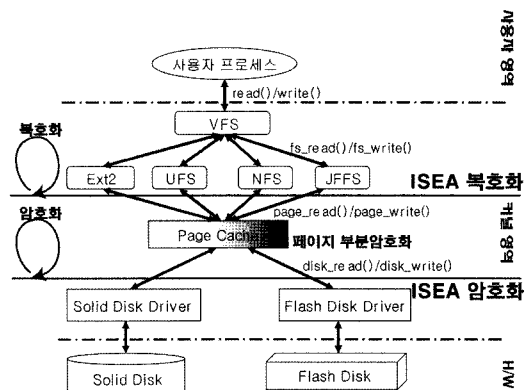 사용자 프로세스
사용자 영역
read()/write()
VFS
복호화
fs_read()/fs_write()
Ext2
UFS
NFS
JFFS
ISEA 복호화
암호화
page_read()/page_write()
커널 영역
Page Cache
페이지 부분암호화
disk_read()/disk_write()
ISEA 암호화
Solid Disk Driver
Flash Disk Driver
H/W
Solid Disk
Flash Disk